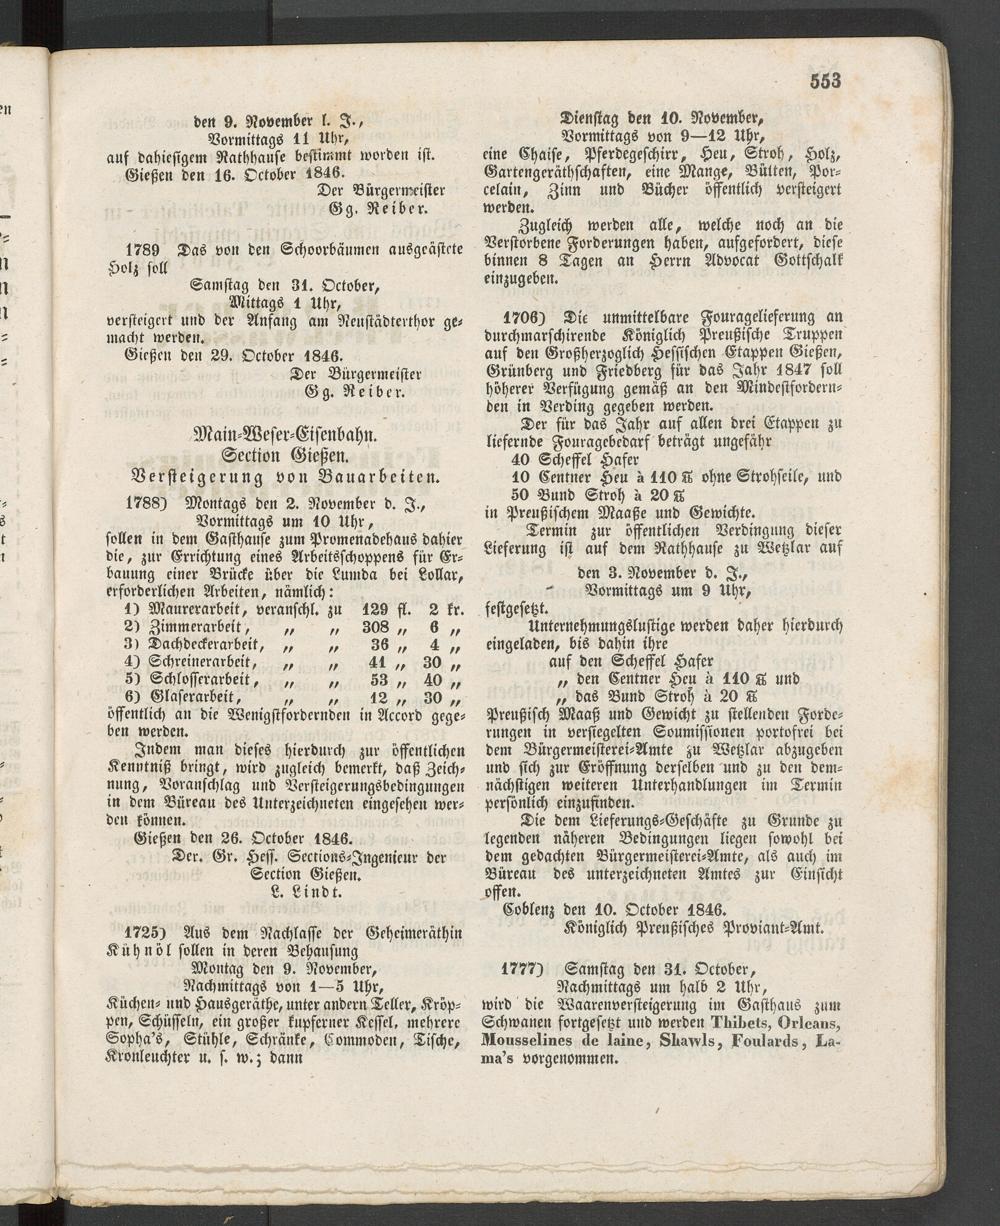 553
den 9. November l. J.,
Vormittags 11 Uhr,
auf dahiesigem Rathhause bestimmt worden ist.
Gießen den 16. October 1846.
Der Bürgermeister
Gg. Reiber.
1789 Das von den Schoorbäumen ausgeästete
Holz soll
Samstag den 31. October,
Mittags 1 Uhr,
versteigert und der Anfang am Neustädterthor ge-
macht werden.
Gießen den 29. October 1846.
Der Bürgermeister
Gg. Reiber.
Main-Weser-Eisenbahn.
Section Gießen.
Versteigerung von Bauarbeiten.
1788) Montags den 2. November d. J.,
Vormittags um 10 Uhr,
sollen in dem Gasthause zum Promenadehaus dahier
die, zur Errichtung eines Arbeitsschoppens für Er-
bauung einer Brücke über die Lumda bei Lollar,
erforderlichen Arbeiten, nämlich:
1) Maurerarbeit, veranschl. zu 129 fl. 2 kr.
2) Zimmerarbeit, „ „ 308 „ 6 „
3) Dachdeckerarbeit, „ „ 36 „ 4 „
4) Schreinerarbeit, „ „ 41 „ 30 „
5) Schlosserarbeit, „ „ 53 „ 40 „
6) Glaserarbeit, „ „ 12 „ 30 „
öffentlich an die Wenigstfordernden in Accord gege-
ben werden.
Indem man dieses hierdurch zur öffentlichen
Kenntniß bringt, wird zugleich bemerkt, daß Zeich-
nung, Voranschlag und Versteigerungsbedingungen
in dem Büreau des Unterzeichneten eingesehen wer-
den können.
Gießen den 26. October 1846.
Der. Gr. Hess. Sections-Ingenieur der
Section Gießen.
L. Lindt.
1725) Aus dem Nachlasse der Geheimeräthin
Kühnöl sollen in deren Behausung
Montag den 9. November,
Nachmittags von 1—5 Uhr,
Küchen- und Hausgeräthe, unter andern Teller, Kröp-
pen, Schüsseln, ein großer kupferner Kessel, mehrere
Sopha's, Stühle, Schränke, Commoden, Tische,
Kronleuchter u. s. w.; dann
Dienstag den 10. November,
Vormittags von 9—12 Uhr,
eine Chaise, Pferdegeschirr, Heu, Stroh, Holz,
Gartengeräthschaften, eine Mange, Bütten, Por-
celain, Zinn und Bücher öffentlich versteigert
werden.
Zugleich werden alle, welche noch an die
Verstorbene Forderungen haben, aufgefordert, diese
binnen 8 Tagen an Herrn Advocat Gottschalk
einzugeben.
1706) Die unmittelbare Fouragelieferung an
durchmarschirende Königlich Preußische Truppen
auf den Großherzoglich Hessischen Etappen Gießen,
Grünberg und Friedberg für das Jahr 1847 soll
höherer Verfügung gemäß an den Mindestfordern-
den in Verding gegeben werden.
Der für das Jahr auf allen drei Etappen zu
liefernde Fouragebedarf beträgt ungefähr
40 Scheffel Hafer
10 Centner Heu à 110 ℔ ohne Strohseile, und
50 Bund Stroh à 20 ℔
in Preußischem Maaße und Gewichte.
Termin zur öffentlichen Verdingung dieser
Lieferung ist auf dem Rathhause zu Wetzlar auf
den 3. November d. J.,
Vormittags um 9 Uhr,
festgesetzt.
Unternehmungslustige werden daher hierdurch
eingeladen, bis dahin ihre
auf den Scheffel Hafer
„ den Centner Heu à 110 ℔ und
„ das Bund Stroh à 20 ℔
Preußisch Maaß und Gewicht zu stellenden Forde-
rungen in versiegelten Soumissionen portofrei bei
dem Bürgermeisterei-Amte zu Wetzlar abzugeben
und sich zur Eröffnung derselben und zu den dem-
nächstigen weiteren Unterhandlungen im Termin
persönlich einzufinden.
Die dem Lieferungs-Geschäfte zu Grunde zu
legenden näheren Bedingungen liegen sowohl bei
dem gedachten Bürgermeisterei-Amte, als auch im
Büreau des unterzeichneten Amtes zur Einsicht
offen.
Coblenz den 10. October 1846.
Königlich Preußisches Proviant-Amt.
1777) Samstag den 31. October,
Nachmittags um halb 2 Uhr,
wird die Waarenversteigerung im Gasthaus zum
Schwanen fortgesetzt und werden Thibets, Orleans,
Mousselines de laine, Shawls, Foulards, La-
ma's vorgenommen.